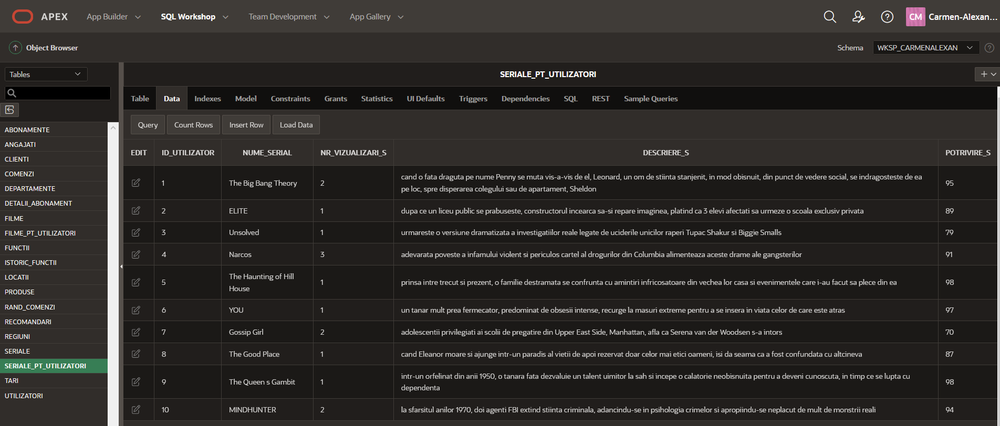 APEX App Builder SQL Workshop Team Development App Gallery CM Carmen-Alexan...
Object Browser Schema WKSP_CARMENALEXAN
Tables
SERIALE_PT_UTILIZATORI
Table Data Indexes Model Constraints Grants Statistics UI Defaults Triggers Dependencies SQL REST Sample Queries
Query Count Rows Insert Row Load Data
ABONAMENTE
ANGAJATI
CLIENTI
COMENZI
DEPARTAMENTE
DETALII_ABONAMENT
FILME
FILME_PT_UTILIZATORI
FUNCTII
ISTORIC_FUNCTII
LOCATII
PRODUSE
RAND_COMENZI
RECOMANDARI
REGIUNI
SERIALE
SERIALE_PT_UTILIZATORI
TARI
UTILIZATORI
EDIT ID_UTILIZATOR NUME_SERIAL NR_VIZUALIZARI_S DESCRIERE_S POTRIVIRE_S
1 The Big Bang Theory 2 cand o fata draguta pe nume Penny se muta vis-a-vis de el, Leonard, un om de stiinta stanjenit, in mod obisnuit, din punct de vedere social, se indragosteste de ea 95
pe loc, spre disperarea colegului sau de apartament, Sheldon
2 ELITE 1 dupa ce un liceu public se prabuseste, constructorul incearca sa-si repare imaginea, platind ca 3 elevi afectati sa urmeze o scoala exclusiv privata 89
3 Unsolved 1 urmareste o versiune dramatizata a investigatiilor reale legate de uciderile unicilor raperi Tupac Shakur si Biggie Smalls 79
4 Narcos 3 adevarata poveste a infamului violent si periculos cartel al drogurilor din Columbia alimenteaza aceste drame ale gangsterilor 91
5 The Haunting of Hill 1 prinsa intre trecut si prezent, o familie destramata se confrunta cu amintiri infricosatoare din vechea lor casa si evenimentele care i-au facut sa plece din ea 98
House
6 YOU 1 un tanar mult prea fermecator, predominat de obsesii intense, recurge la masuri extreme pentru a se insera in viata celor de care este atras 97
7 Gossip Girl 2 adolescentii privilegiati ai scolii de pregatire din Upper East Side, Manhattan, afla ca Serena van der Woodsen s-a intors 70
8 The Good Place 1 cand Eleanor moare si ajunge intr-un paradis al vietii de apoi rezervat doar celor mai etici oameni, isi da seama ca a fost confundata cu altcineva 87
9 The Queen s Gambit 1 intr-un orfelinat din anii 1950, o tanara fata dezvaluie un talent uimitor la sah si incepe o calatorie neobisnuita pentru a deveni cunoscuta, in timp ce se lupta cu 98
dependenta
10 MINDHUNTER 2 la sfarsitul anilor 1970, doi agenti FBI extind stiinta criminala, adancindu-se in psihologia crimelor si apropiindu-se neplacut de mult de monstrii reali 94